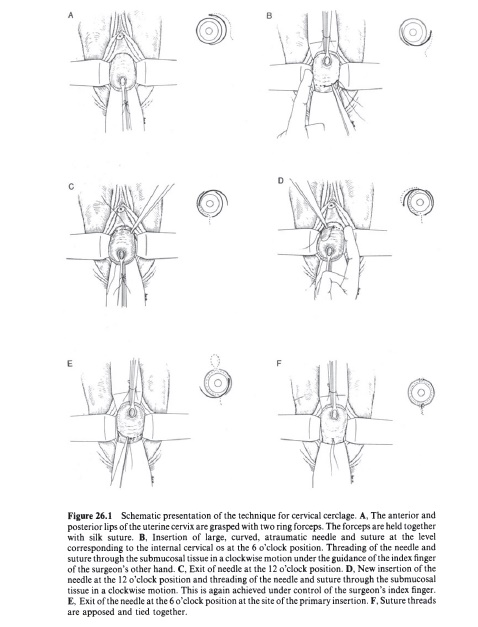 A
B
C
D
E
F
Figure 26.1 Schematic presentation of the technique for cervical cerclage. A, The anterior and
posterior lips of the uterine cervix are grasped with two ring forceps. The forceps are held together
with silk suture. B, Insertion of large, curved, atraumatic needle and suture at the level
corresponding to the internal cervical os at the 6 o'clock position. Threading of the needle and
suture through the submucosal tissue in a clockwise motion under the guidance of the index finger
of the surgeon's other hand. C, Exit of needle at the 12 o'clock position. D, New insertion of the
needle at the 12 o'clock position and threading of the needle and suture through the submucosal
tissue in a clockwise motion. This is again achieved under control of the surgeon's index finger.
E, Exit of the needle at the 6 o'clock position at the site of the primary insertion. F, Suture threads
are apposed and tied together.